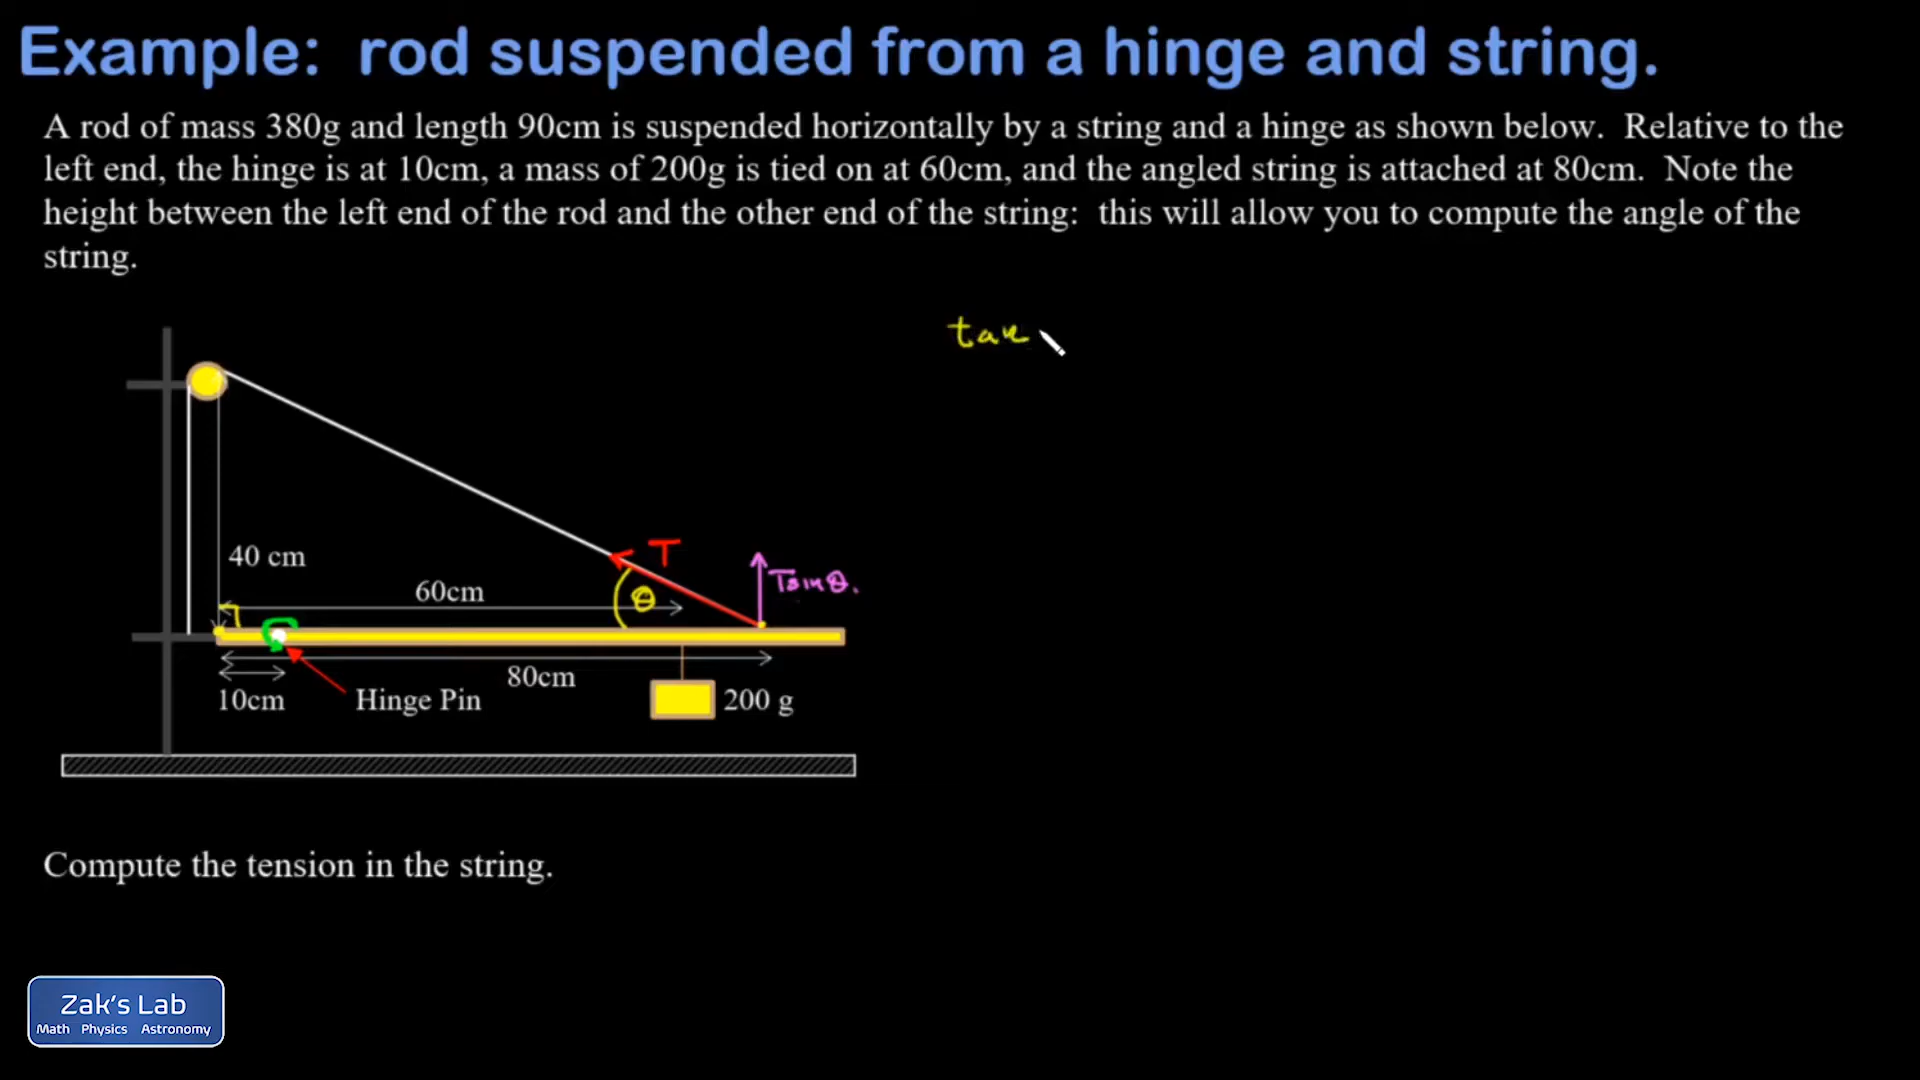 Example: rod suspended from a hinge and string.
A rod of mass 380g and length 90cm is suspended horizontally by a string and a hinge as shown below. Relative to the
left end, the hinge is at 10cm, a mass of 200g is tied on at 60cm, and the angled string is attached at 80cm. Note the
height between the left end of the rod and the other end of the string: this will allow you to compute the angle of the
string.
tan
40 cm
T
60cm
θ
Tsinθ.
80cm
10cm
Hinge Pin
200 g
Compute the tension in the string.
Zak's Lab
Math Physics Astronomy